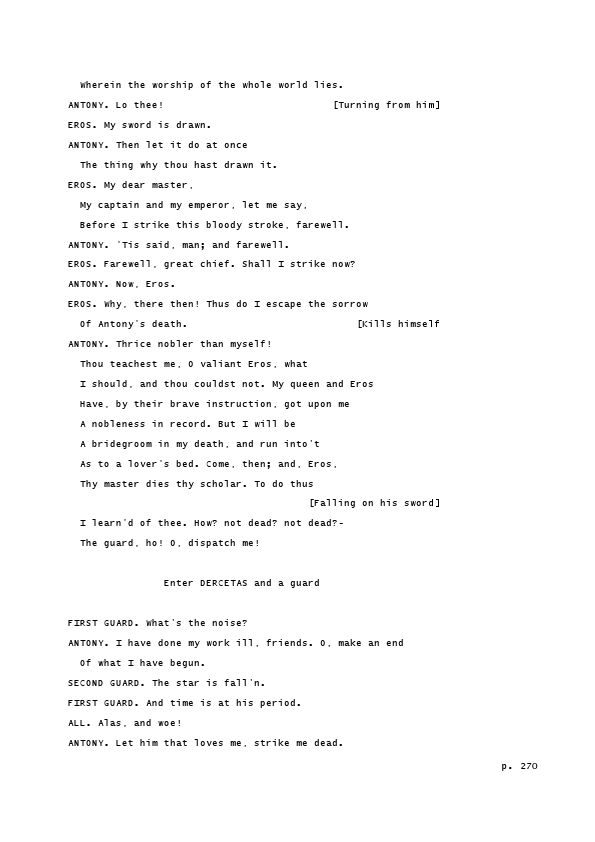 Wherein the worship of the whole world lies.
ANTONY. Lo thee! [Turning from him]
EROS. My sword is drawn.
ANTONY. Then let it do at once
The thing why thou hast drawn it.
EROS. My dear master,
My captain and my emperor, let me say,
Before I strike this bloody stroke, farewell.
ANTONY. 'Tis said, man; and farewell.
EROS. Farewell, great chief. Shall I strike now?
ANTONY. Now, Eros.
EROS. Why, there then! Thus do I escape the sorrow
Of Antony's death. [Kills himself
ANTONY. Thrice nobler than myself!
Thou teachest me, O valiant Eros, what
I should, and thou couldst not. My queen and Eros
Have, by their brave instruction, got upon me
A nobleness in record. But I will be
A bridegroom in my death, and run into't
As to a lover's bed. Come, then; and, Eros,
Thy master dies thy scholar. To do thus
[Falling on his sword]
I learn'd of thee. How? not dead? not dead?-
The guard, ho! O, dispatch me!
Enter DERCETAS and a guard
FIRST GUARD. What's the noise?
ANTONY. I have done my work ill, friends. O, make an end
Of what I have begun.
SECOND GUARD. The star is fall'n.
FIRST GUARD. And time is at his period.
ALL. Alas, and woe!
ANTONY. Let him that loves me, strike me dead.
p. 270